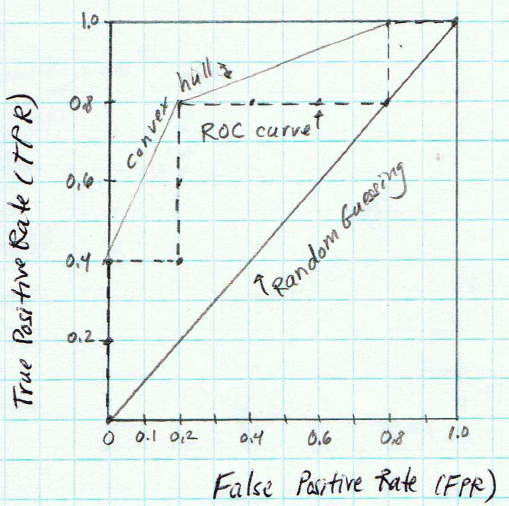 1.0
0.8
0.6
0.4
0.2
0
0.1
0.2
0.4
0.6
0.8
1.0
True Positive Rate (TPR)
False Positive Rate (FPR)
convex hull
ROC curve
Random Guessing